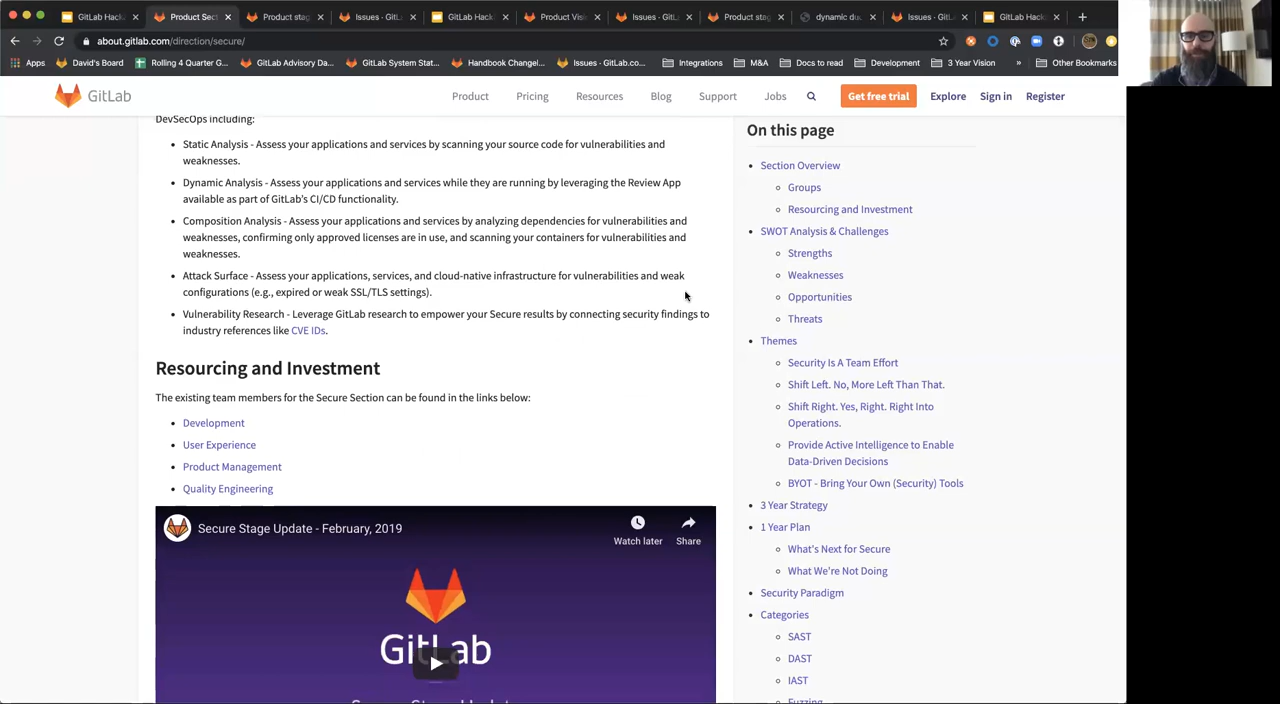 GitLab Hack
Product Sect
Product stag
Issues · GitL
GitLab Hack
Product Visi
Issues · GitL
Product stag
dynamic dud
Issues · GitL
GitLab Hack
about.gitlab.com/direction/secure/
Apps
David's Board
Rolling 4 Quarter G...
GitLab Advisory Da...
GitLab System Stat...
Handbook Changel...
Issues · GitLab.co...
Integrations
M&A
Docs to read
Development
3 Year Vision
»
Other Bookmarks
GitLab
Product
Pricing
Resources
Blog
Support
Jobs
Get free trial
Explore
Sign in
Register
DevSecOps including:
• Static Analysis - Assess your applications and services by scanning your source code for vulnerabilities and
weaknesses.
• Dynamic Analysis - Assess your applications and services while they are running by leveraging the Review App
available as part of GitLab's CI/CD functionality.
• Composition Analysis - Assess your applications and services by analyzing dependencies for vulnerabilities and
weaknesses, confirming only approved licenses are in use, and scanning your containers for vulnerabilities and
weaknesses.
• Attack Surface - Assess your applications, services, and cloud-native infrastructure for vulnerabilities and weak
configurations (e.g., expired or weak SSL/TLS settings).
• Vulnerability Research - Leverage GitLab research to empower your Secure results by connecting security findings to
industry references like CVE IDs.
Resourcing and Investment
The existing team members for the Secure Section can be found in the links below:
• Development
• User Experience
• Product Management
• Quality Engineering
Secure Stage Update - February, 2019
Watch later
Share
GitLab
On this page
• Section Overview
Groups
Resourcing and Investment
• SWOT Analysis & Challenges
Strengths
Weaknesses
Opportunities
Threats
• Themes
Security Is A Team Effort
Shift Left. No, More Left Than That.
Shift Right. Yes, Right. Right Into
Operations.
Provide Active Intelligence to Enable
Data-Driven Decisions
BYOT - Bring Your Own (Security) Tools
• 3 Year Strategy
• 1 Year Plan
What's Next for Secure
What We're Not Doing
• Security Paradigm
• Categories
SAST
DAST
IAST
Fuzzing